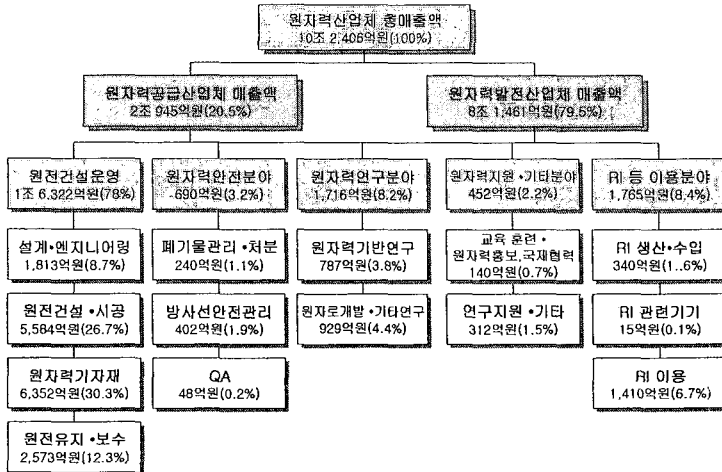 원자력산업체 총매출액
10조 2,406억원(100%)
원자력공급산업체 매출액
2조 945억원(20.5%)
원자력발전산업체 매출액
8조 1,461억원(79.5%)
원전건설운영
1조 6,322억원(78%)
원자력안전분야
690억원(3.2%)
원자력연구분야
1,716억원(8.2%)
원자력지원•기타분야
452억원(2.2%)
RI 등 이용분야
1,765억원(8.4%)
설계•엔지니어링
1,813억원(8.7%)
폐기물관리•처분
240억원(1.1%)
원자력기반연구
787억원(3.8%)
교육 훈련•
원자력홍보,국제협력
140억원(0.7%)
RI 생산•수입
340억원(1..6%)
원전건설•시공
5,584억원(26.7%)
방사선안전관리
402억원(1.9%)
원자로개발•기타연구
929억원(4.4%)
연구지원•기타
312억원(1.5%)
RI 관련기기
15억원(0.1%)
원자력기자재
6,352억원(30.3%)
QA
48억원(0.2%)
RI 이용
1,410억원(6.7%)
원전유지•보수
2,573억원(12.3%)